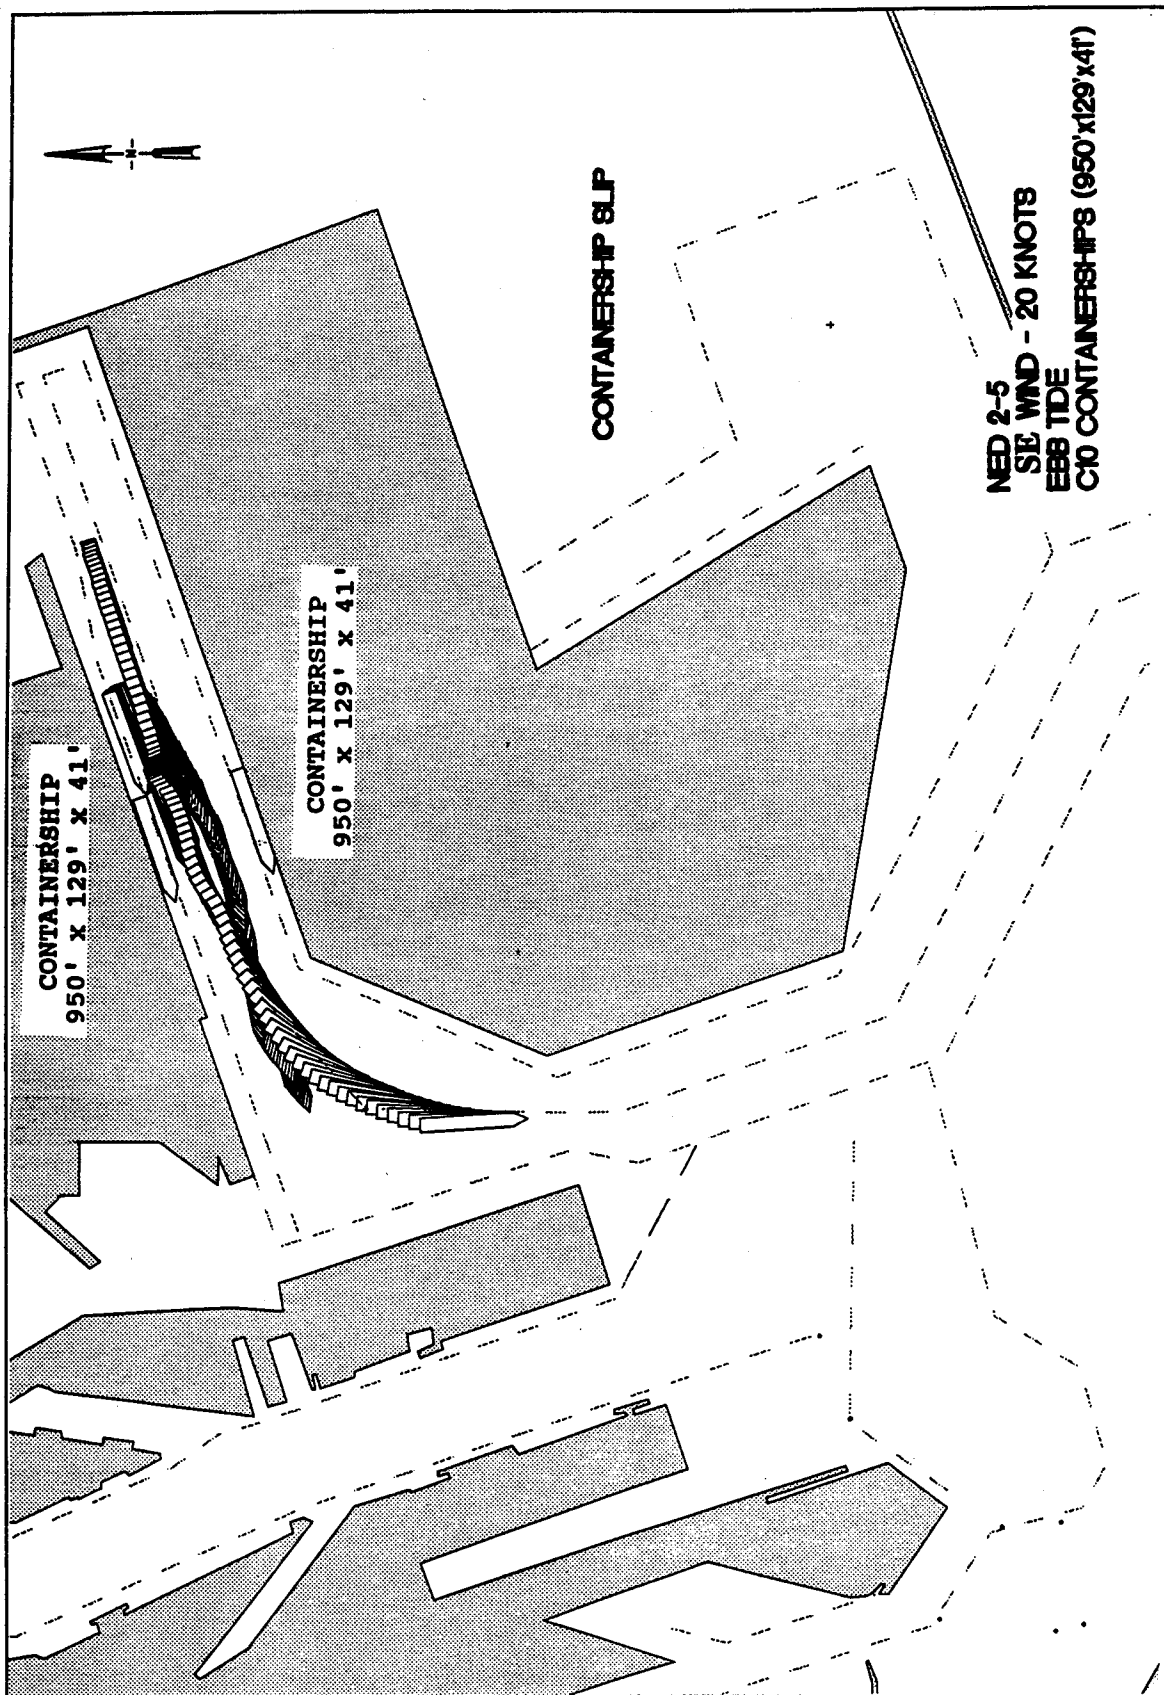 CONTAINERSHIP
950' x 129' x 41'
CONTAINERSHIP
950' x 129' x 41'
CONTAINERSHIP SLIP
NED 2-5
SE WIND - 20 KNOTS
EBB TIDE
C10 CONTAINERSHIPS (950'x129'x41')
N